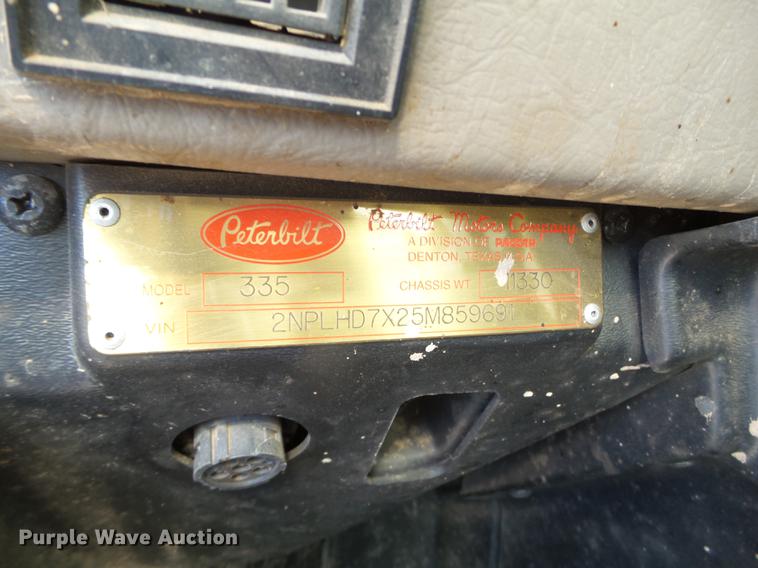 Peterbilt
Peterbilt Motors Company
A DIVISION OF PACCAR
DENTON, TEXAS U.S.A.
MODEL 335 CHASSIS WT 11330
VIN 2NPLHD7X25M859691
Purple Wave Auction